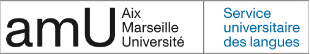 amU
Aix
Marseille
Université
Service
universitaire
des langues